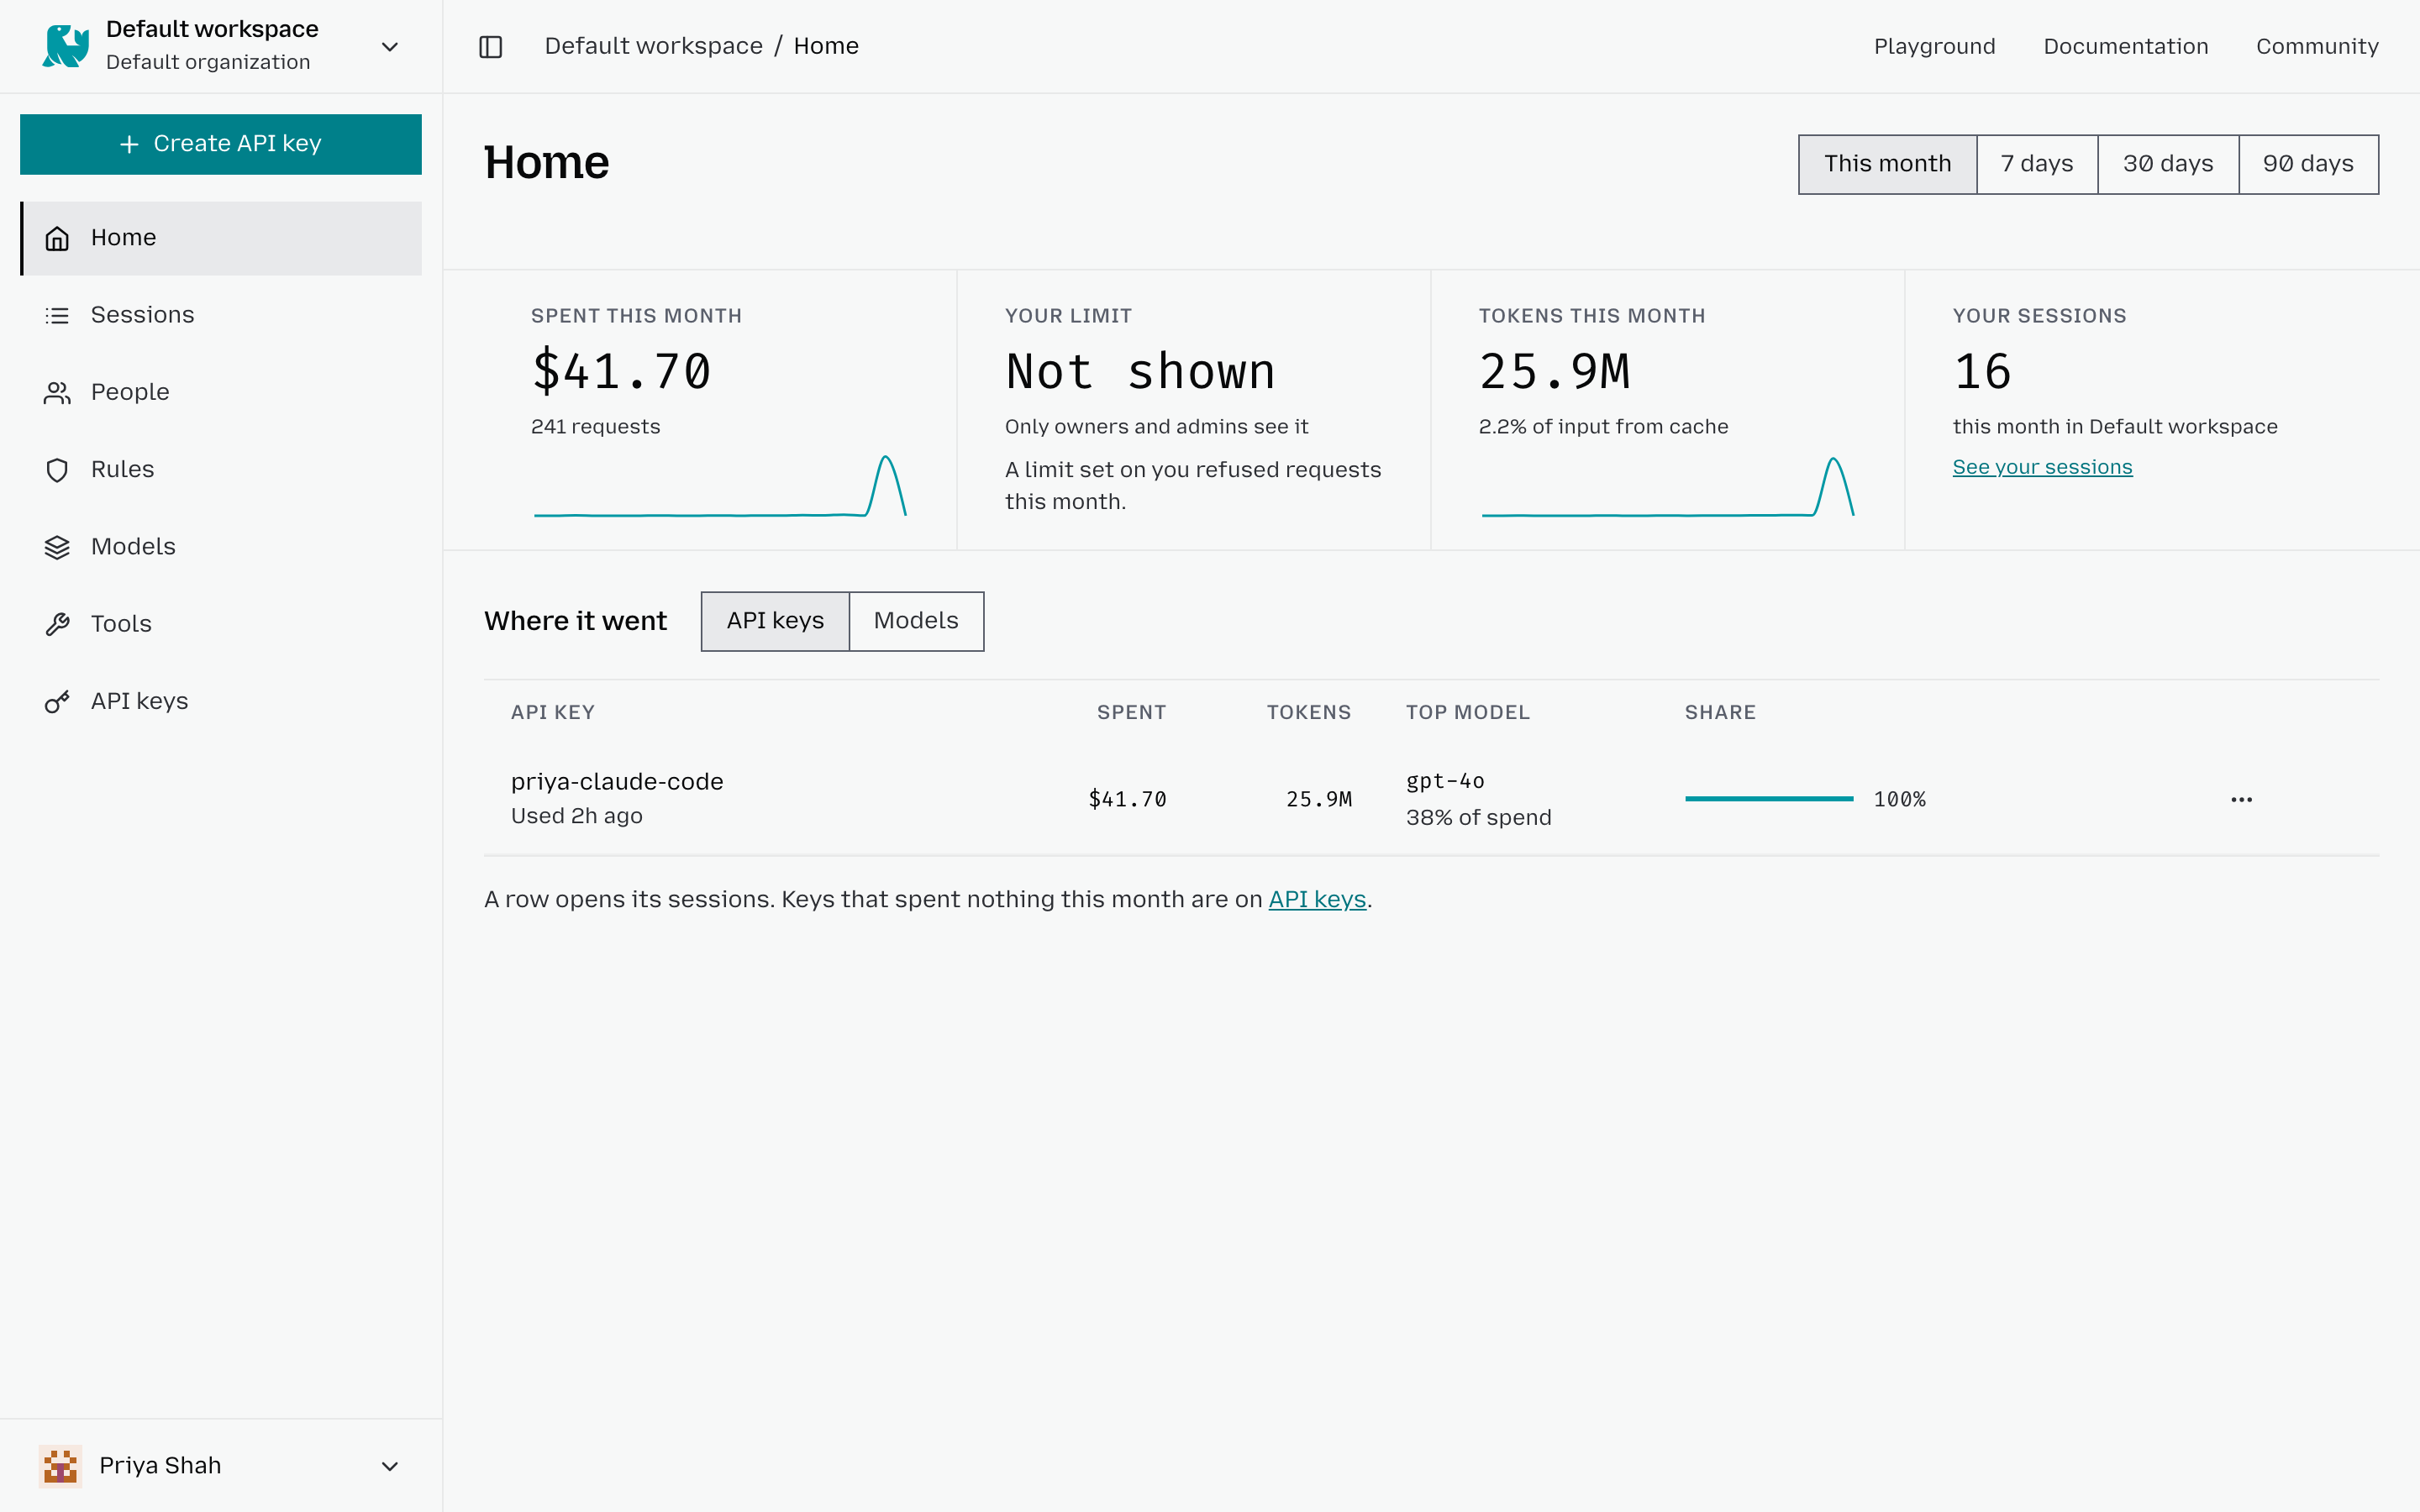 Default workspace
Default organization
Default workspace / Home
Playground
Documentation
Community
Create API key
Home
Sessions
People
Rules
Models
Tools
API keys
Home
This month
7 days
30 days
90 days
SPENT THIS MONTH
$41.70
241 requests
YOUR LIMIT
Not shown
Only owners and admins see it
A limit set on you refused requests
this month.
TOKENS THIS MONTH
25.9M
2.2% of input from cache
YOUR SESSIONS
16
this month in Default workspace
See your sessions
Where it went
API keys
Models
API KEY
SPENT
TOKENS
TOP MODEL
SHARE
priya-claude-code
Used 2h ago
$41.70
25.9M
gpt-4o
38% of spend
100%
A row opens its sessions. Keys that spent nothing this month are on API keys.
Priya Shah